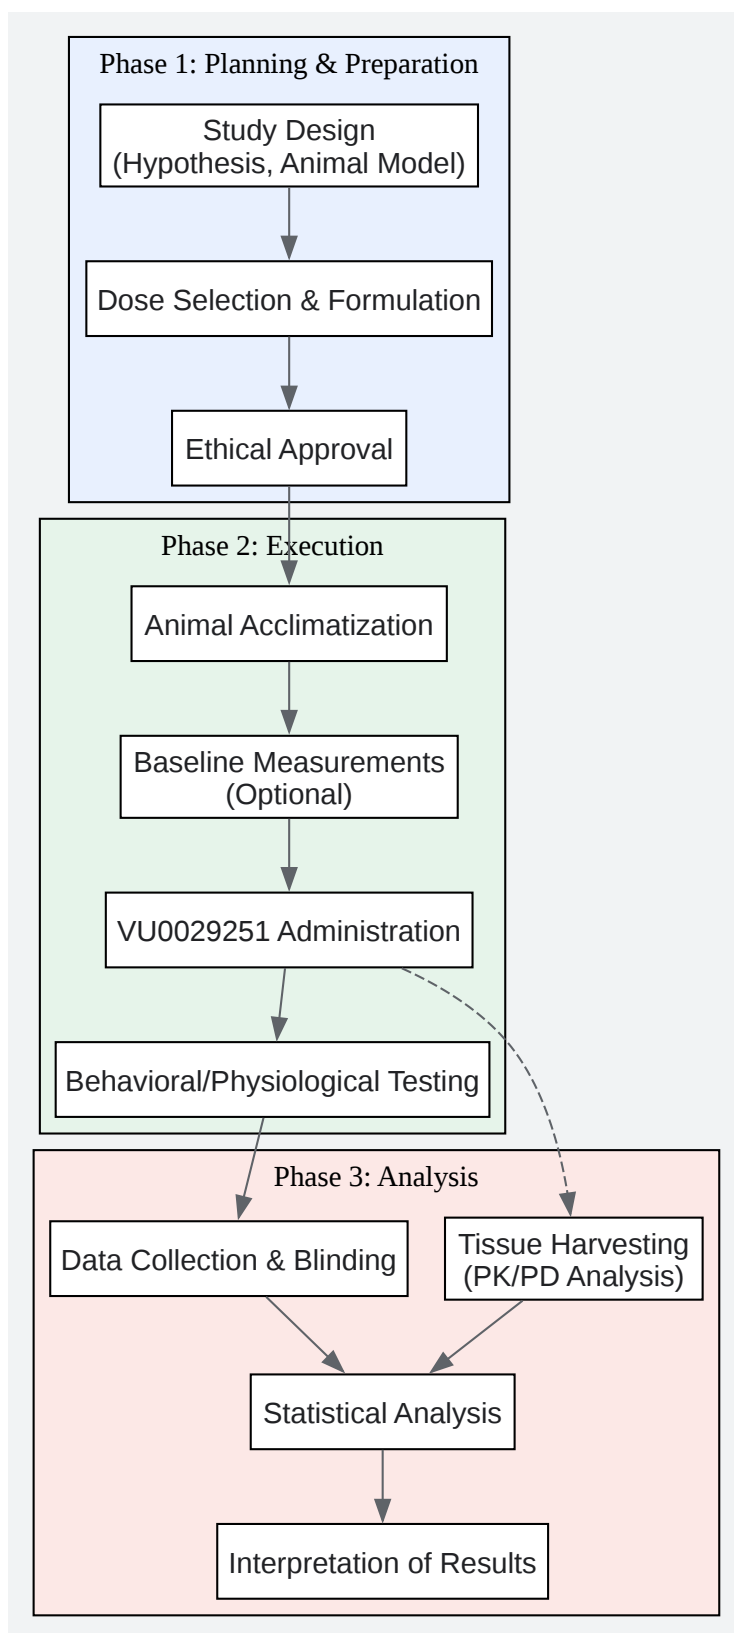 Phase 1: Planning & Preparation
Study Design
(Hypothesis, Animal Model)
Dose Selection & Formulation
Ethical Approval
Phase 2: Execution
Animal Acclimatization
Baseline Measurements
(Optional)
VU0029251 Administration
Behavioral/Physiological Testing
Phase 3: Analysis
Data Collection & Blinding
Tissue Harvesting
(PK/PD Analysis)
Statistical Analysis
Interpretation of Results